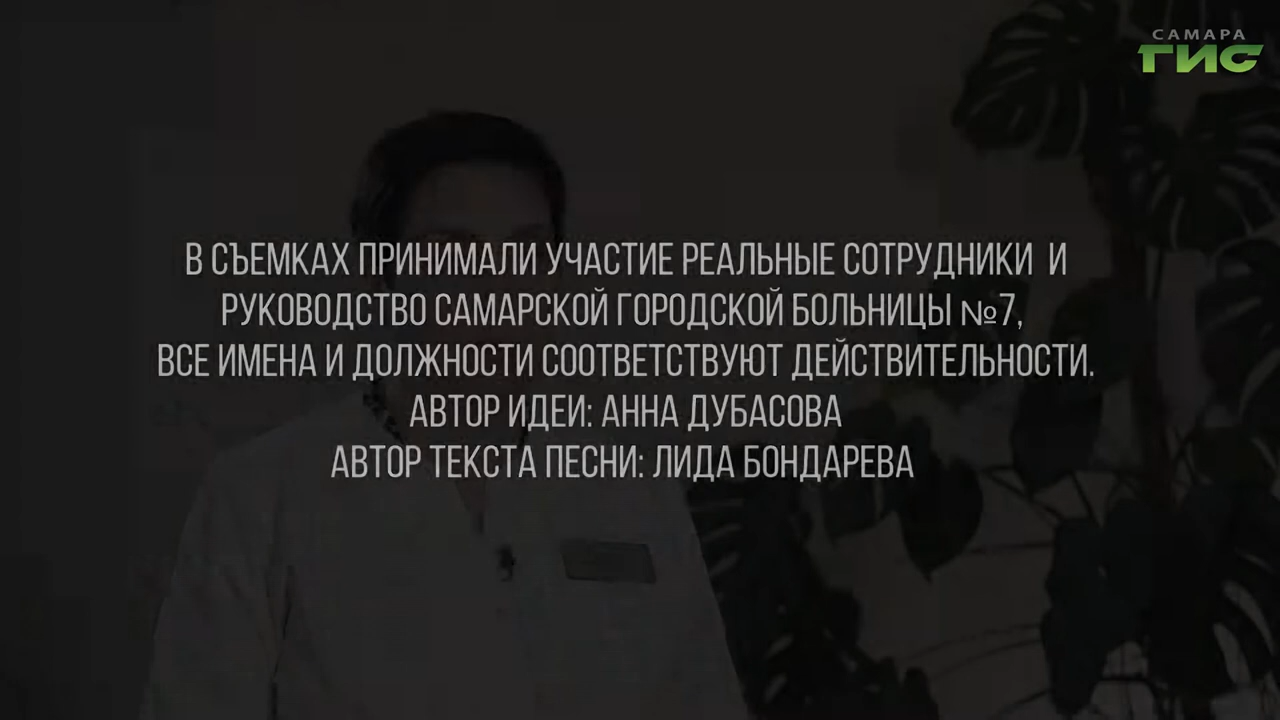 САМАРА
ГИС
В СЪЕМКАХ ПРИНИМАЛИ УЧАСТИЕ РЕАЛЬНЫЕ СОТРУДНИКИ И
РУКОВОДСТВО САМАРСКОЙ ГОРОДСКОЙ БОЛЬНИЦЫ №7,
ВСЕ ИМЕНА И ДОЛЖНОСТИ СООТВЕТСТВУЮТ ДЕЙСТВИТЕЛЬНОСТИ.
АВТОР ИДЕИ: АННА ДУБАСОВА
АВТОР ТЕКСТА ПЕСНИ: ЛИДА БОНДАРЕВА